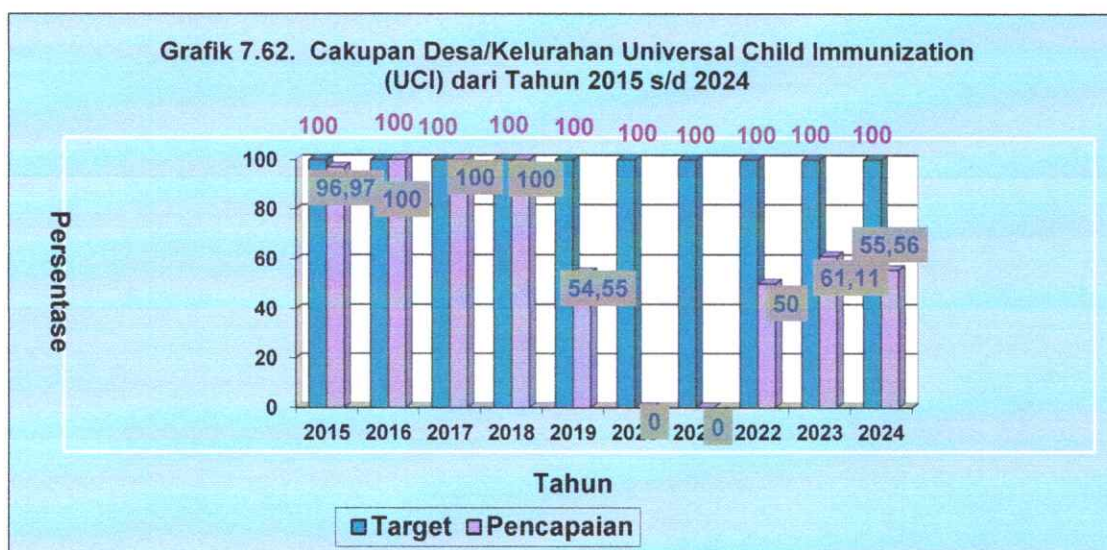 Grafik 7.62. Cakupan Desa/Kelurahan Universal Child Immunization
(UCI) dari Tahun 2015 s/d 2024
100 100 100 100 100 100 100 100 100 100
Persentase
100
80
60
40
20
0
96,97 100 100 100 54,55 0 0 50 61,11 55,56
2015 2016 2017 2018 2019 2022 2023 2024
Tahun
Target Pencapaian